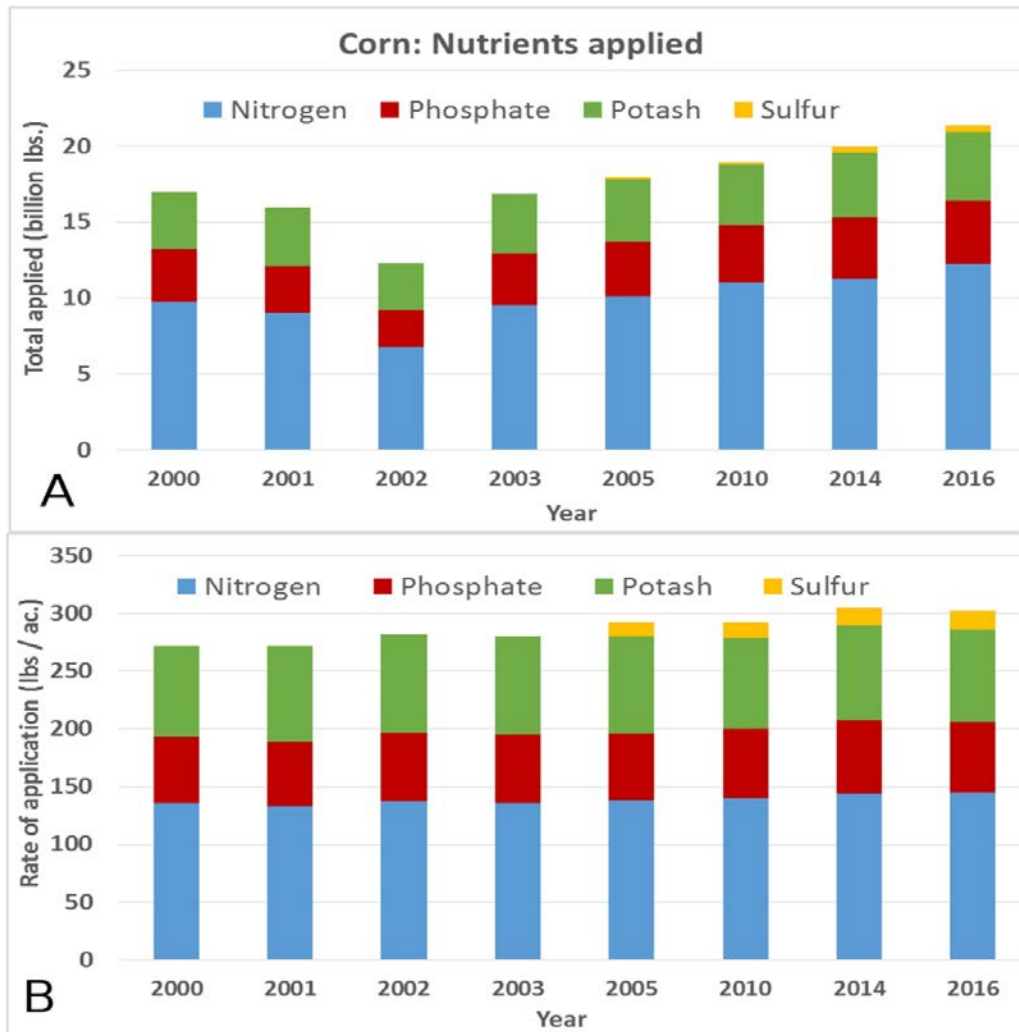 Corn: Nutrients applied
25
Nitrogen Phosphate Potash Sulfur
20
15
10
5
0
Total applied (billion lbs.)
2000 2001 2002 2003 2005 2010 2014 2016
A
Year
350
Nitrogen Phosphate Potash Sulfur
300
250
200
150
100
50
0
Rate of application (lbs / ac.)
2000 2001 2002 2003 2005 2010 2014 2016
B
Year